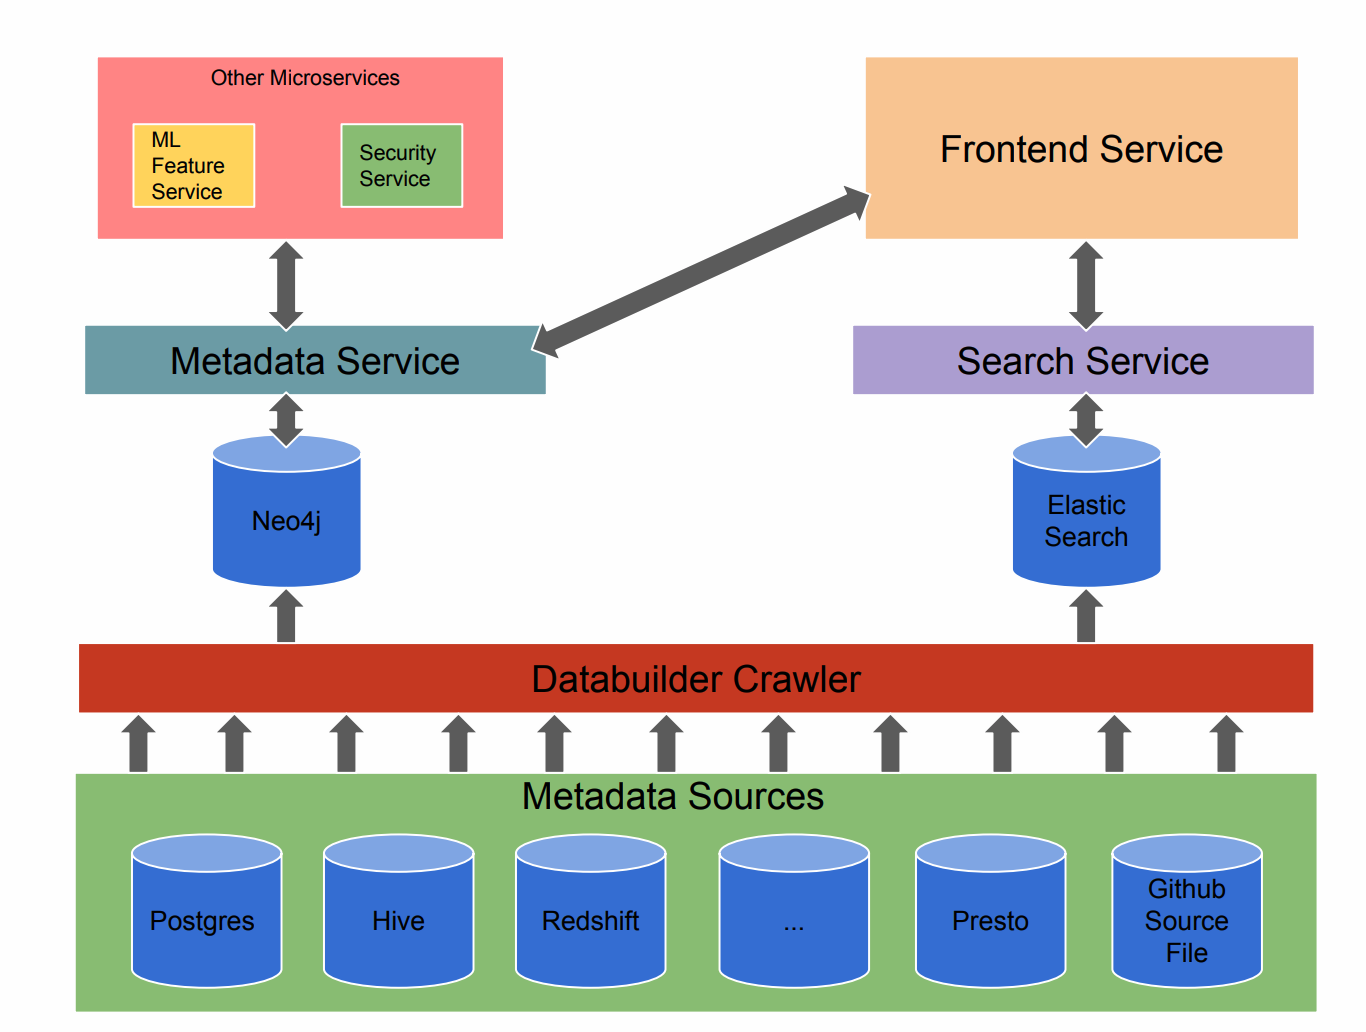 Other Microservices
ML
Feature
Service
Security
Service
Frontend Service
Metadata Service
Search Service
Neo4j
Elastic
Search
Databuilder Crawler
Metadata Sources
Postgres
Hive
Redshift
...
Presto
Github
Source
File